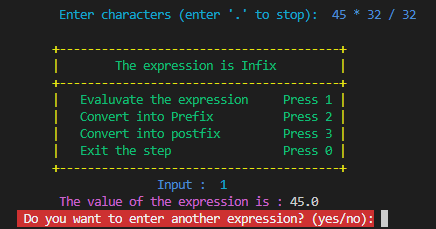 Enter characters (enter '.' to stop):  45 * 32 / 32
The expression is Infix
Evaluvate the expression     Press 1
Convert into Prefix          Press 2
Convert into postfix         Press 3
Exit the step                Press 0
Input :  1
The value of the expression is : 45.0
Do you want to enter another expression? (yes/no):